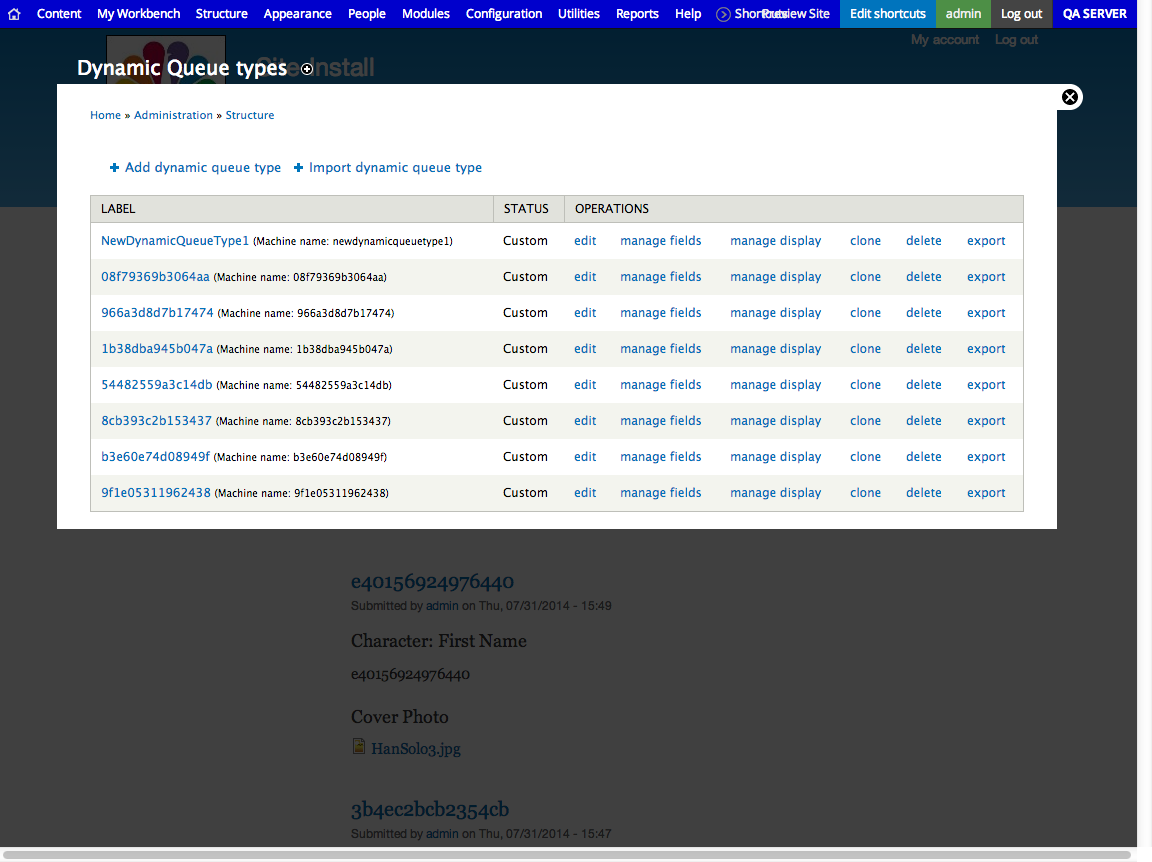 Content My Workbench Structure Appearance People Modules Configuration Utilities Reports Help Shortcuts Preview Site Edit shortcuts admin Log out QA SERVER
My account Log out
Site-Install
Dynamic Queue types
Home » Administration » Structure
Add dynamic queue type Import dynamic queue type
LABEL STATUS OPERATIONS
NewDynamicQueueType1 (Machine name: newdynamicqueuetype1) Custom edit manage fields manage display clone delete export
08f79369b3064aa (Machine name: 08f79369b3064aa) Custom edit manage fields manage display clone delete export
966a3d8d7b17474 (Machine name: 966a3d8d7b17474) Custom edit manage fields manage display clone delete export
1b38dba945b047a (Machine name: 1b38dba945b047a) Custom edit manage fields manage display clone delete export
54482559a3c14db (Machine name: 54482559a3c14db) Custom edit manage fields manage display clone delete export
8cb393c2b153437 (Machine name: 8cb393c2b153437) Custom edit manage fields manage display clone delete export
b3e60e74d08949f (Machine name: b3e60e74d08949f) Custom edit manage fields manage display clone delete export
9f1e05311962438 (Machine name: 9f1e05311962438) Custom edit manage fields manage display clone delete export
e40156924976440
Submitted by admin on Thu, 07/31/2014 - 15:49
Character: First Name
e40156924976440
Cover Photo
HanSolo3.jpg
3b4ec2bcb2354cb
Submitted by admin on Thu, 07/31/2014 - 15:47